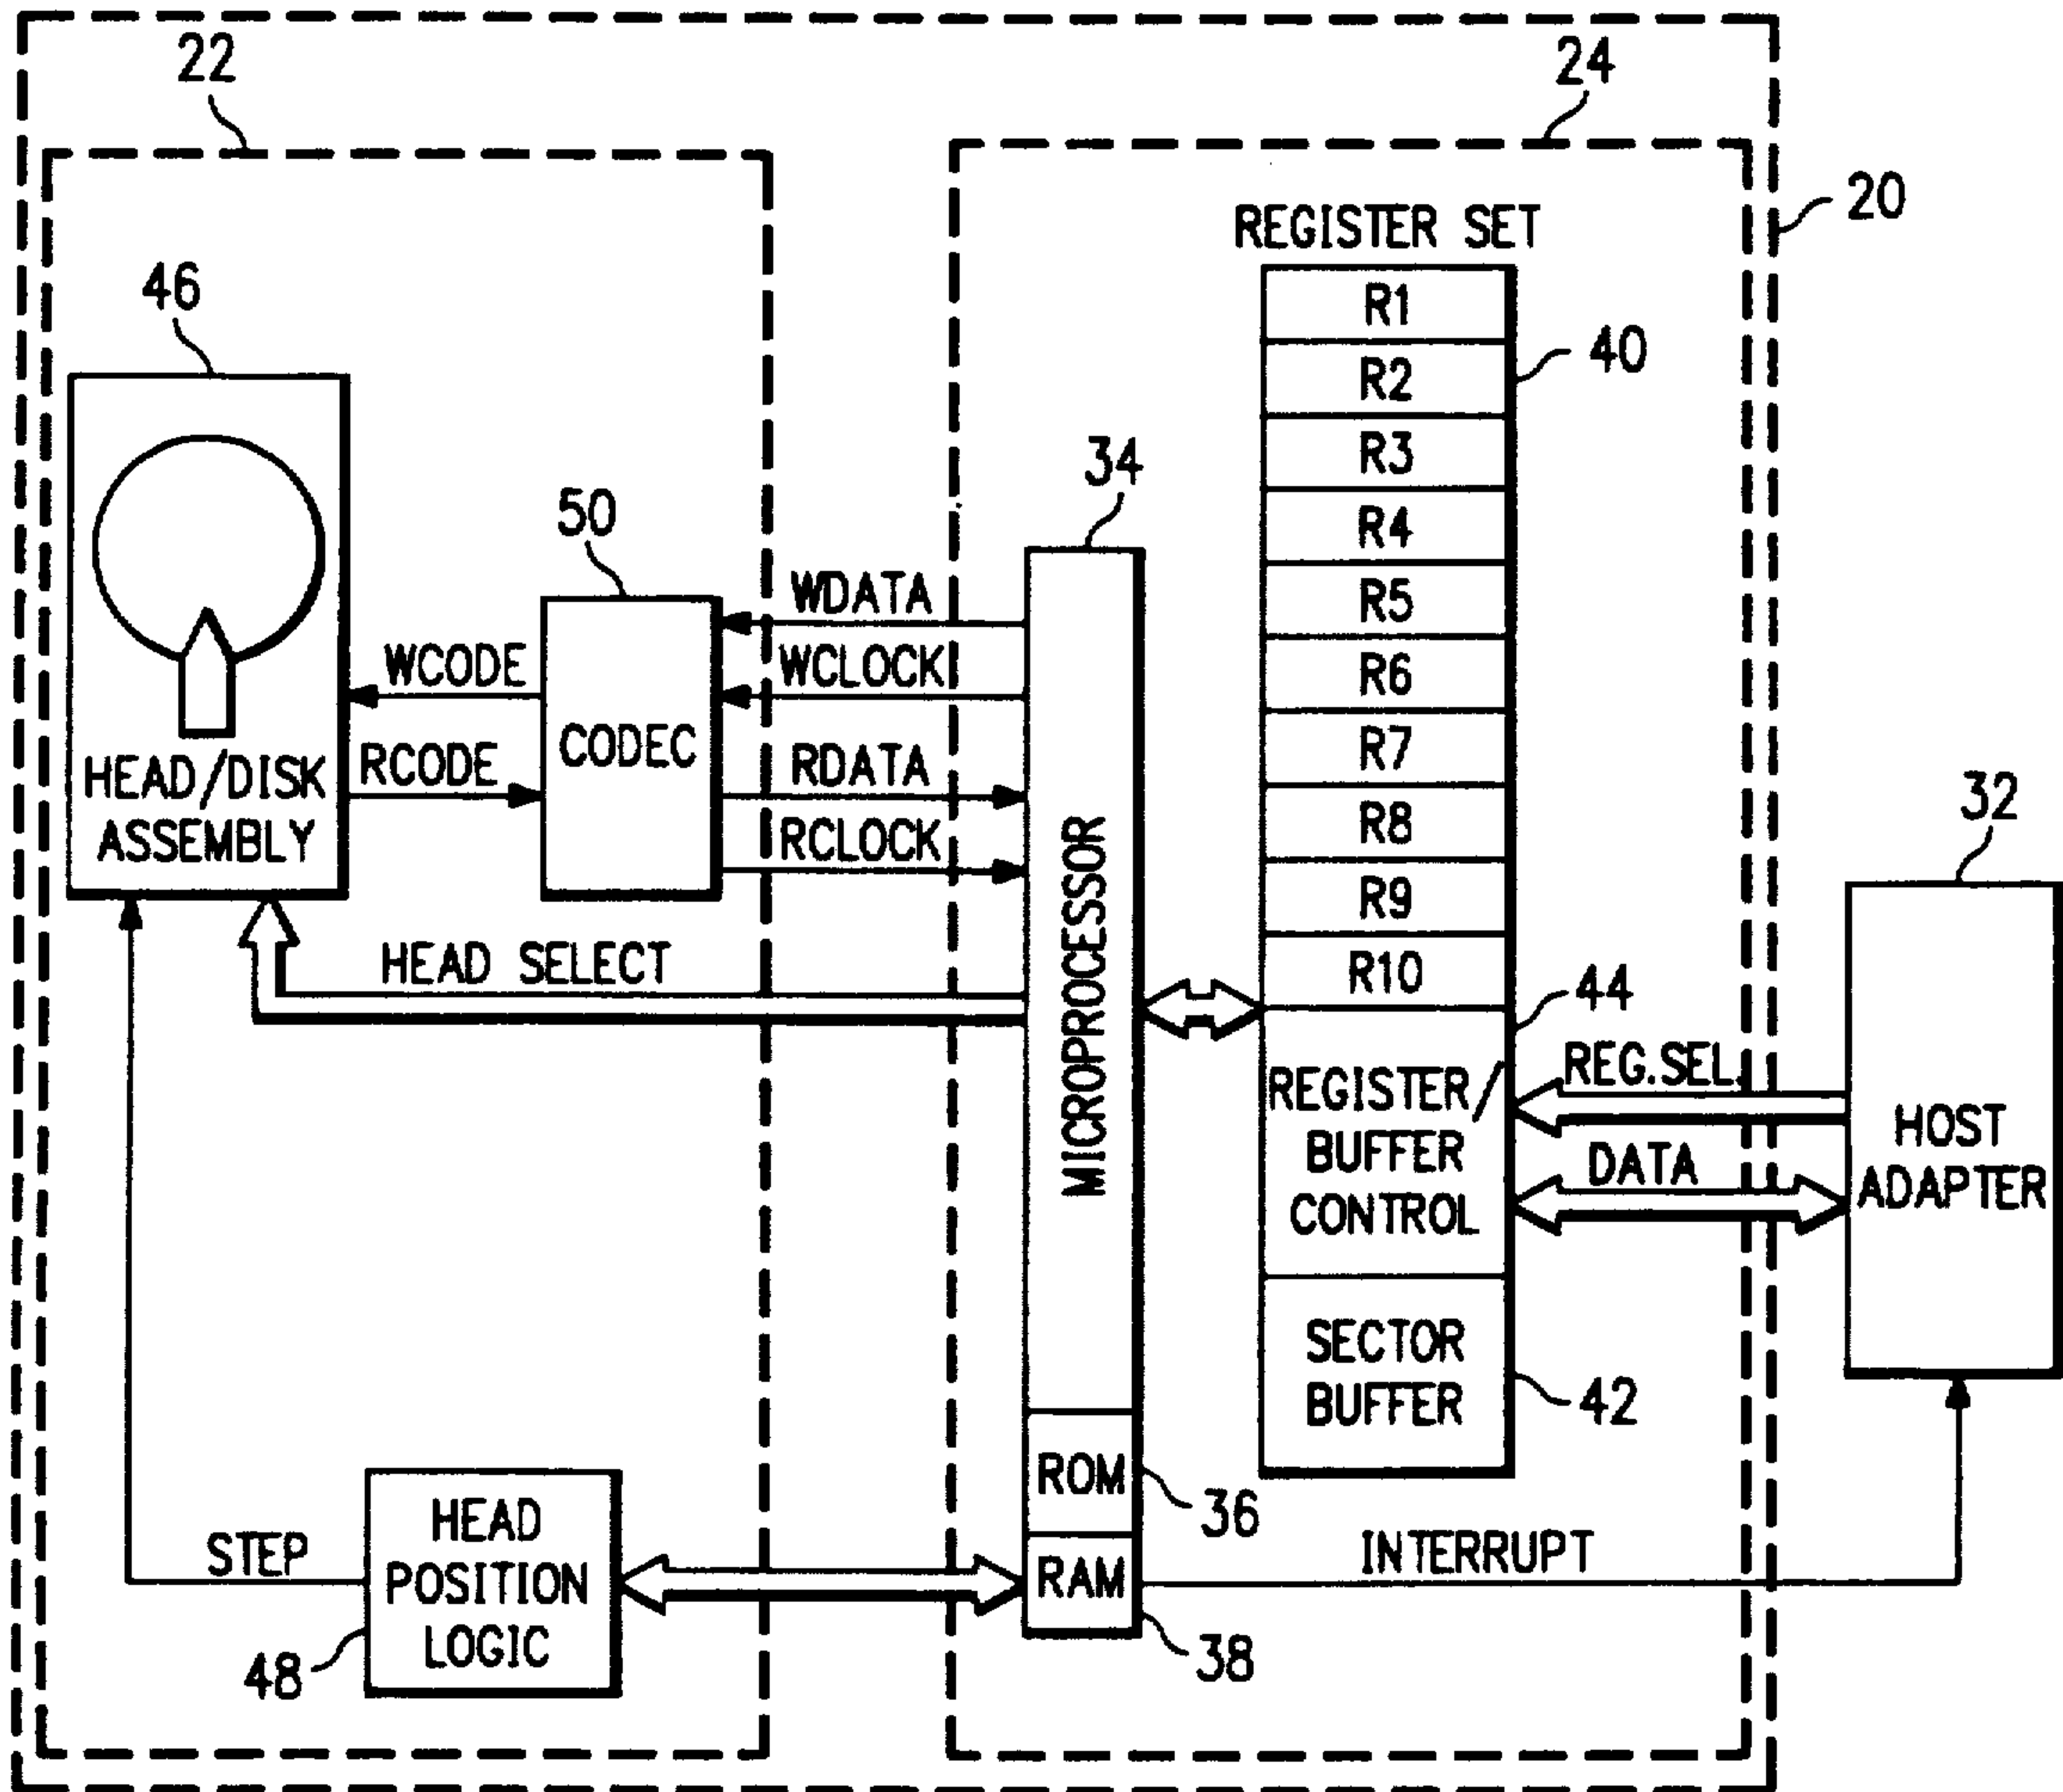 22
24
20
REGISTER SET
46
R1
R2
40
R3
34
R4
50
R5
WDATA
R6
WCODE
WCLOCK
CODEC
R7
HEAD/DISK
ASSEMBLY
RCODE
RDATA
R8
32
RCLOCK
MICROPROCESSOR
R9
HEAD SELECT
R10
44
REGISTER/
BUFFER
CONTROL
REG.SEL.
HOST
ADAPTER
DATA
SECTOR
BUFFER
42
ROM
36
HEAD
POSITION
LOGIC
STEP
RAM
INTERRUPT
48
38